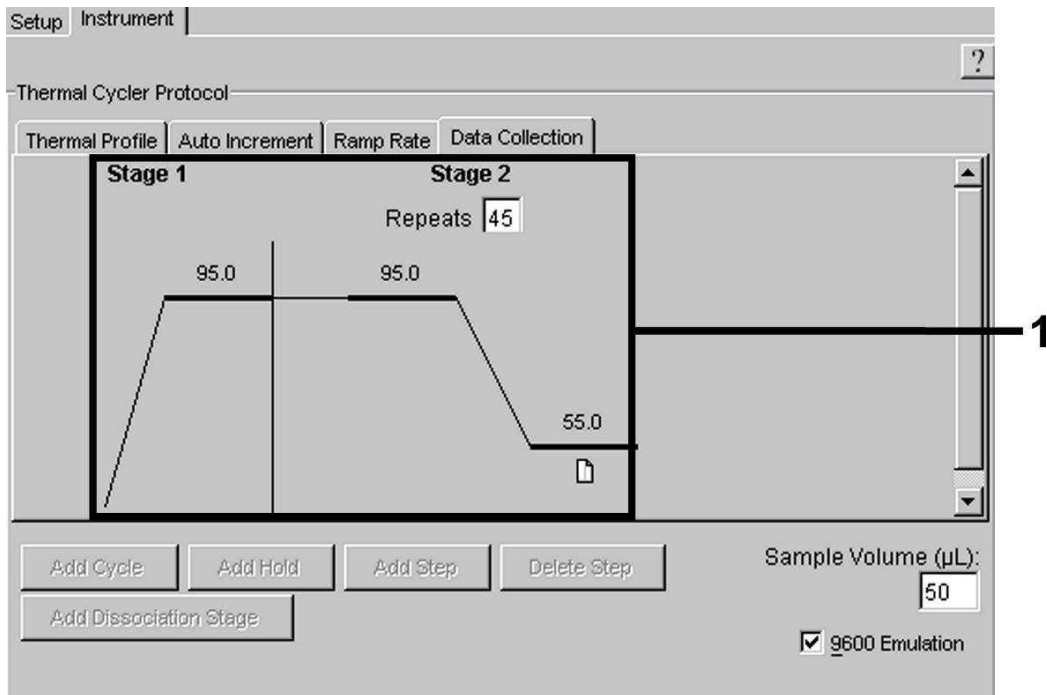 Setup Instrument
?
Thermal Cycler Protocol
Thermal Profile Auto Increment Ramp Rate Data Collection
Stage 1 Stage 2
Repeats 45
95.0 95.0
1
55.0
Add Cycle Add Hold Add Step Delete Step
Sample Volume (µL):
50
Add Dissociation Stage
9600 Emulation